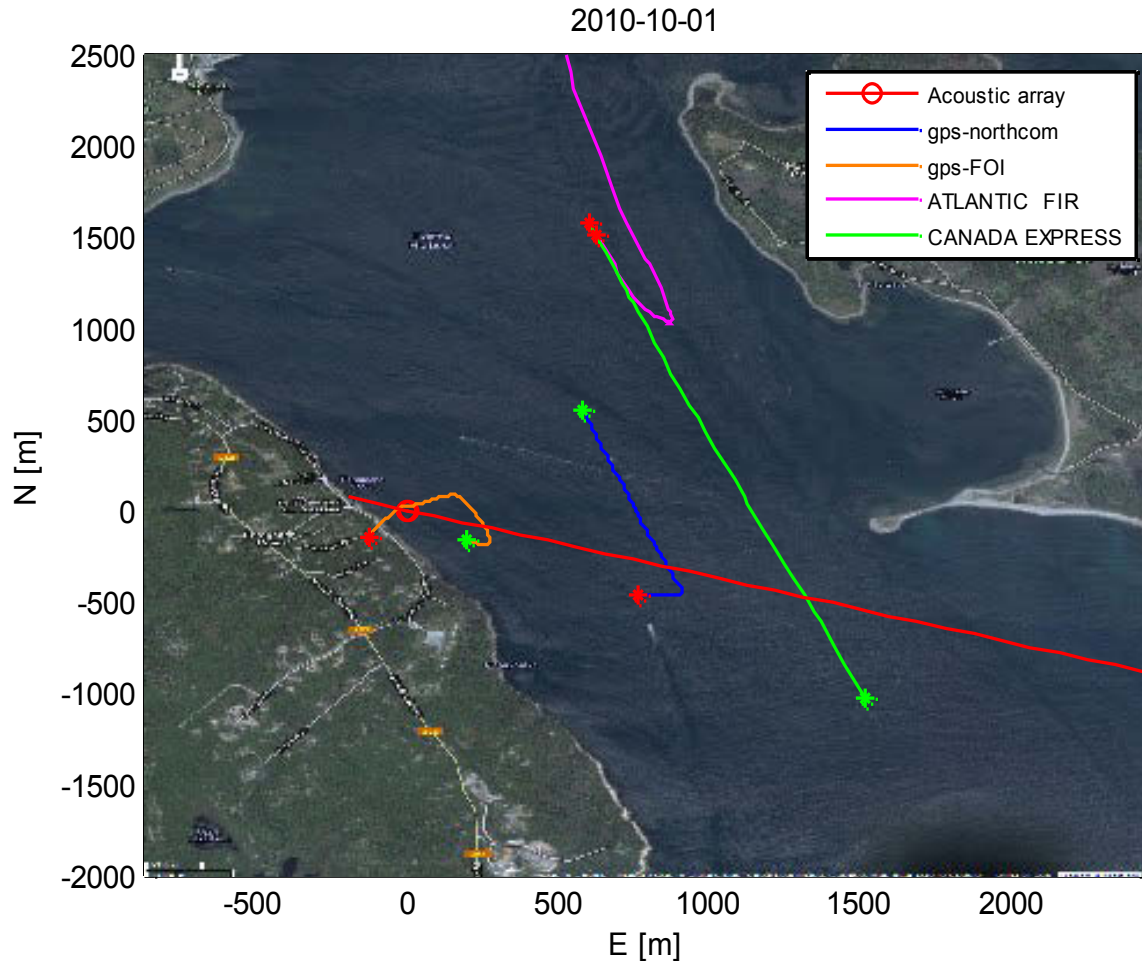 2010-10-01
2500
2000
1500
1000
500
0
-500
-1000
-1500
-2000
N [m]
-500 0 500 1000 1500 2000
E [m]
Acoustic array
gps-northcom
gps-FOI
ATLANTIC FIR
CANADA EXPRESS